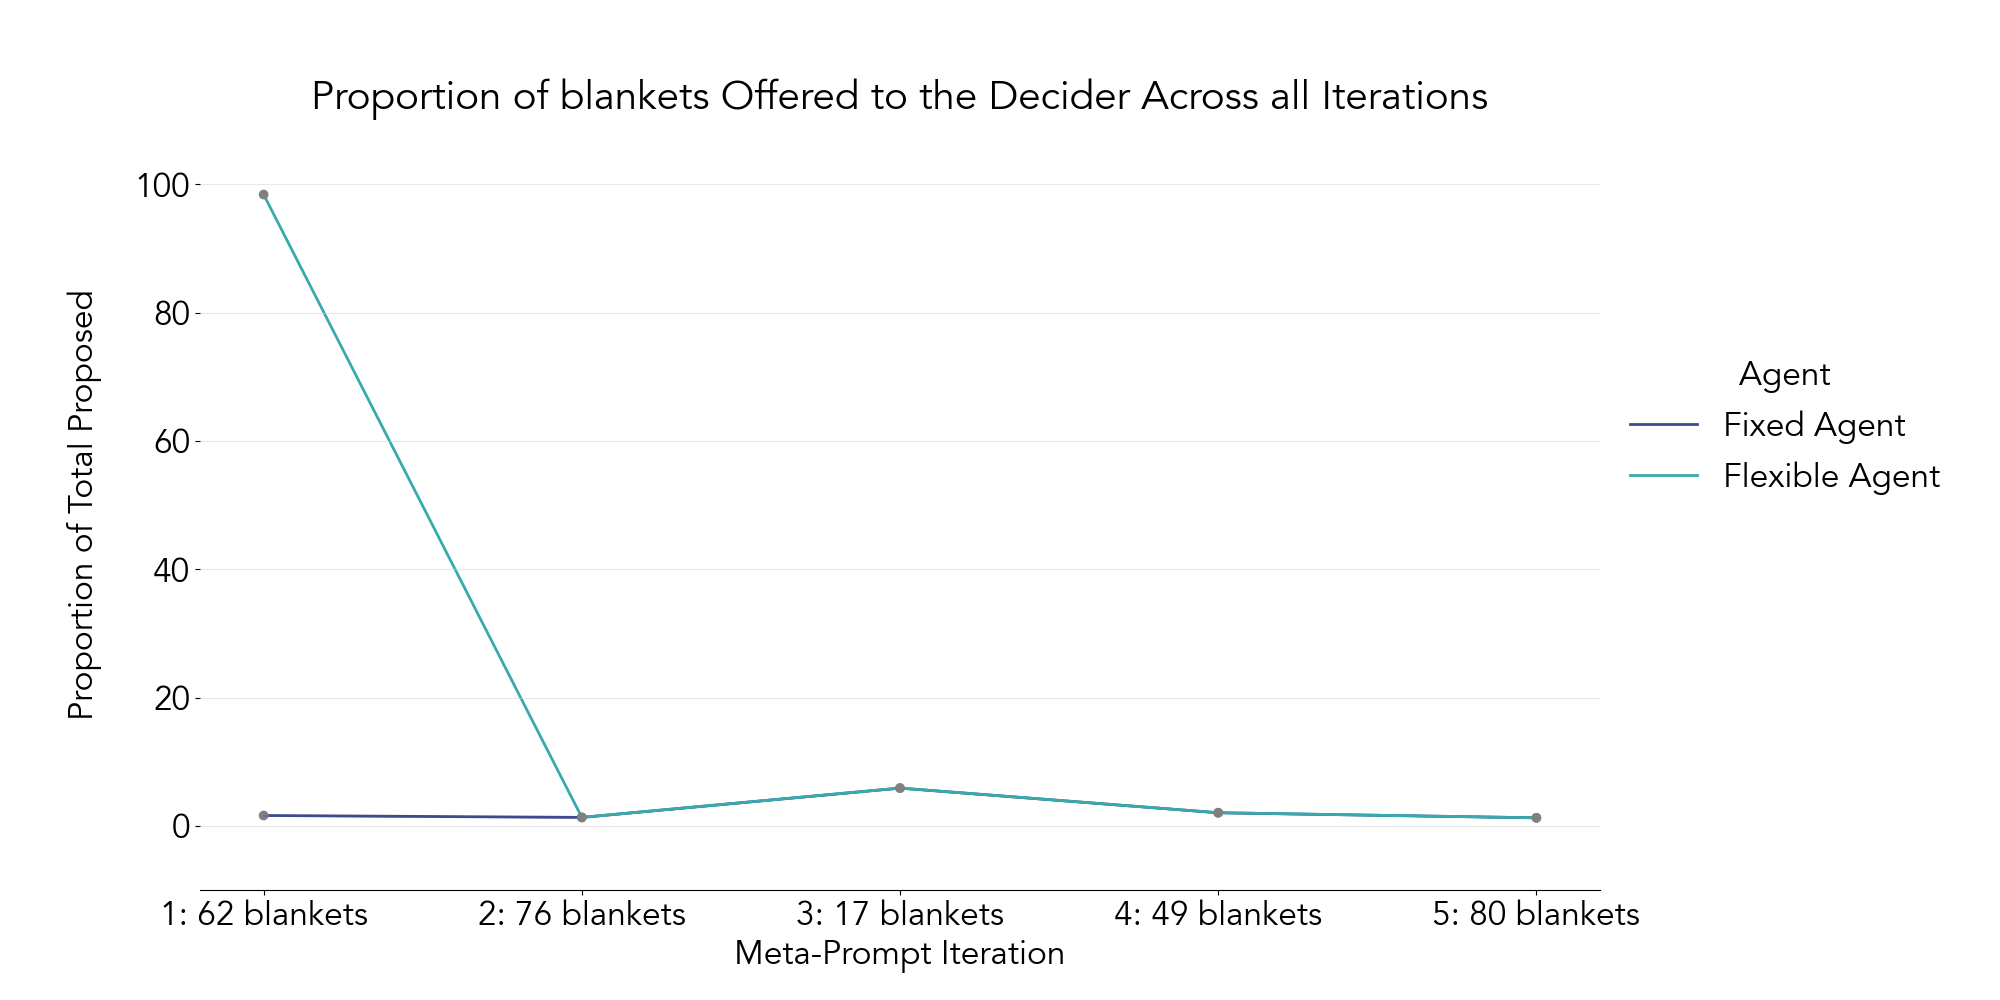 Proportion of blankets Offered to the Decider Across all Iterations
Proportion of Total Proposed
100
80
60
40
20
0
1: 62 blankets
2: 76 blankets
3: 17 blankets
4: 49 blankets
5: 80 blankets
Meta-Prompt Iteration
Agent
Fixed Agent
Flexible Agent